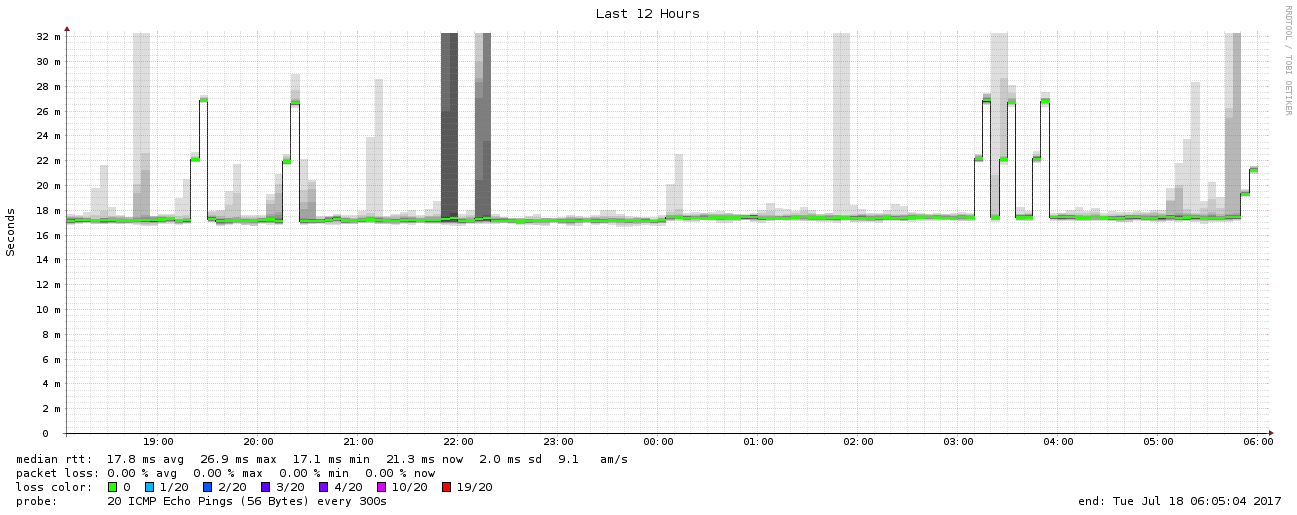 Last 12 Hours
RRDTOOL / TOBI OETIKER
Seconds
32 m
30 m
28 m
26 m
24 m
22 m
20 m
18 m
16 m
14 m
12 m
10 m
8 m
6 m
4 m
2 m
0
19:00 20:00 21:00 22:00 23:00 00:00 01:00 02:00 03:00 04:00 05:00 06:00
median rtt: 17.8 ms avg 26.9 ms max 17.1 ms min 21.3 ms now 2.0 ms sd 9.1 am/s
packet loss: 0.00 % avg 0.00 % max 0.00 % min 0.00 % now
loss color: 0 1/20 2/20 3/20 4/20 10/20 19/20
probe: 20 ICMP Echo Pings (56 Bytes) every 300s end: Tue Jul 18 06:05:04 2017